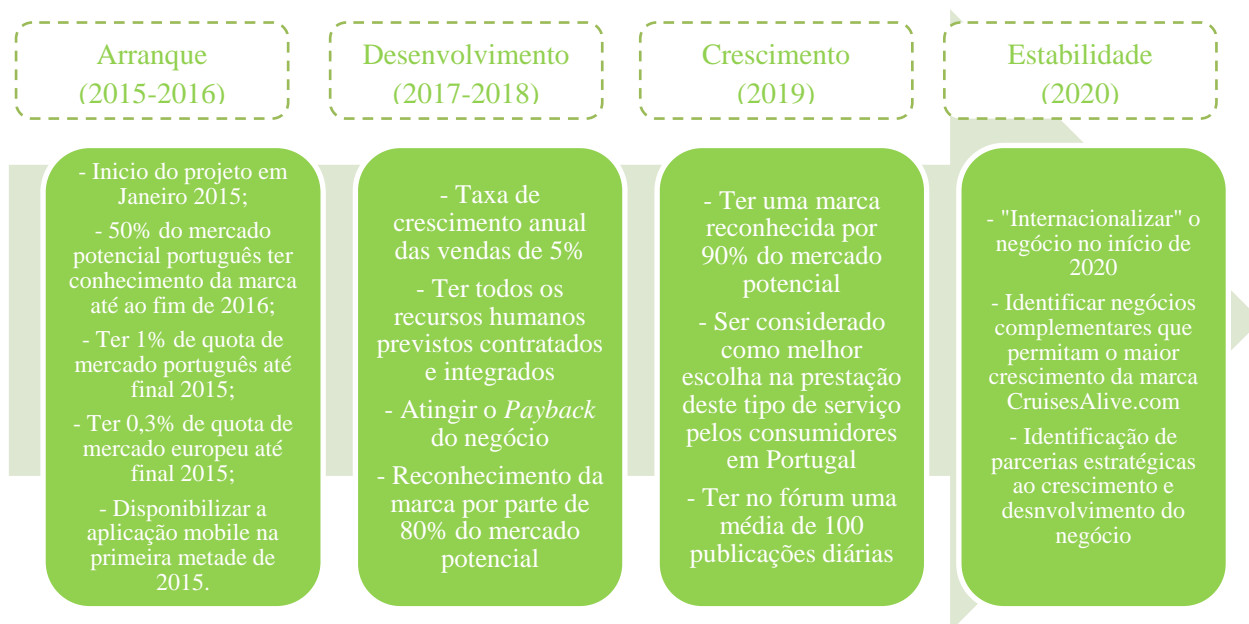 Arranque
(2015-2016)
- Inicio do projeto em
Janeiro 2015;
- 50% do mercado
potencial português ter
conhecimento da marca
até ao fim de 2016;
- Ter 1% de quota de
mercado português até
final 2015;
- Ter 0,3% de quota de
mercado europeu até
final 2015;
- Disponibilizar a
aplicação mobile na
primeira metade de
2015.
Desenvolvimento
(2017-2018)
- Taxa de
crescimento anual
das vendas de 5%
- Ter todos os
recursos humanos
previstos contratados
e integrados
- Atingir o Payback
do negócio
- Reconhecimento da
marca por parte de
80% do mercado
potencial
Crescimento
(2019)
- Ter uma marca
reconhecida por
90% do mercado
potencial
- Ser considerado
como melhor
escolha na prestação
deste tipo de serviço
pelos consumidores
em Portugal
- Ter no fórum uma
média de 100
publicações diárias
Estabilidade
(2020)
- "Internacionalizar" o
negócio no início de
2020
- Identificar negócios
complementares que
permitam o maior
crescimento da marca
CruisesAlive.com
- Identificação de
parcerias estratégicas
ao crescimento e
desnvolvimento do
negócio